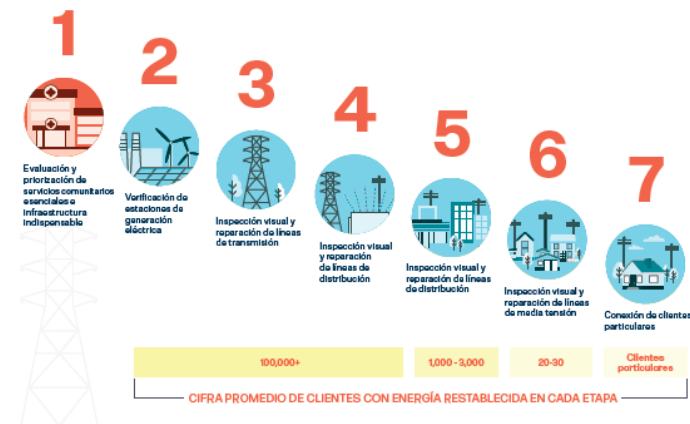 1
Evaluación y
priorización de
servicios comunitarios
esenciales e
infraestructura
indispensable
2
Verificación de
estaciones de
generación
eléctrica
3
Inspección visual y
reparación de líneas
de transmisión
4
Inspección visual
y reparación
de líneas de
distribución
5
Inspección visual y
reparación de líneas
de distribución
6
Inspección visual y
reparación de líneas
de media tensión
7
Conexión de clientes
particulares
100,000+
1,000 - 3,000
20-30
Clientes
particulares
CIFRA PROMEDIO DE CLIENTES CON ENERGÍA RESTABLECIDA EN CADA ETAPA